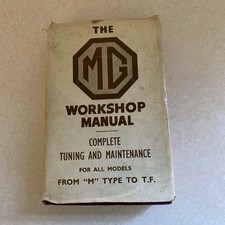 THE
MG
WORKSHOP
MANUAL
COMPLETE
TUNING AND MAINTENANCE
FOR ALL MODELS
FROM "M" TYPE TO T.F.